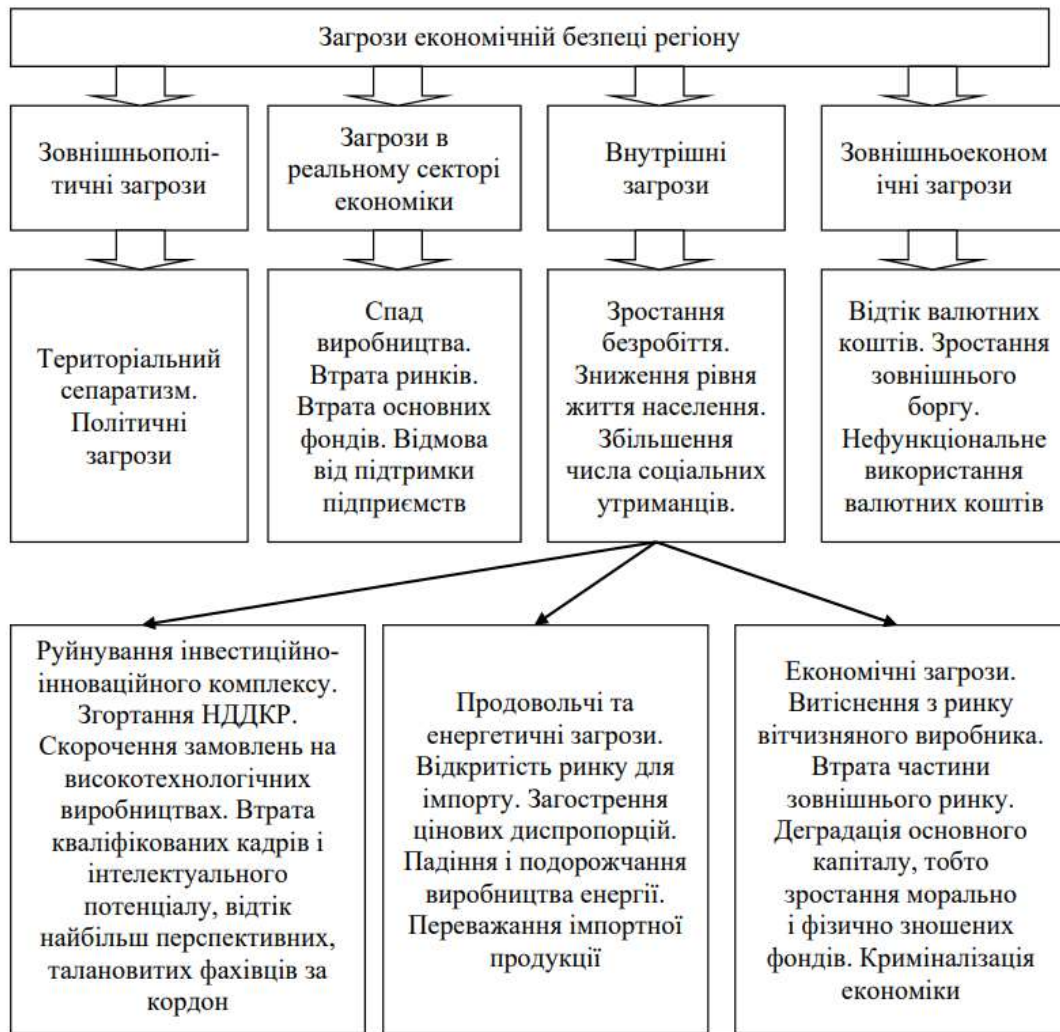 Загрози економічній безпеці регіону
Зовнішньополі-
тичні загрози
Загрози в
реальному секторі
економіки
Внутрішні
загрози
Зовнішньоеконом
ічні загрози
Територіальний
сепаратизм.
Політичні
загрози
Спад
виробництва.
Втрата ринків.
Втрата основних
фондів. Відмова
від підтримки
підприємств
Зростання
безробіття.
Зниження рівня
життя населення.
Збільшення
числа соціальних
утриманців.
Відтік валютних
коштів. Зростання
зовнішнього
боргу.
Нефункціональне
використання
валютних коштів
Руйнування інвестиційно-
інноваційного комплексу.
Згортання НДДКР.
Скорочення замовлень на
високотехнологічних
виробництвах. Втрата
кваліфікованих кадрів і
інтелектуального
потенціалу, відтік
найбільш перспективних,
талановитих фахівців за
кордон
Продовольчі та
енергетичні загрози.
Відкритість ринку для
імпорту. Загострення
цінових диспропорцій.
Падіння і подорожчання
виробництва енергії.
Переважання імпортної
продукції
Економічні загрози.
Витіснення з ринку
вітчизняного виробника.
Втрата частини
зовнішнього ринку.
Деградація основного
капіталу, тобто
зростання морально
і фізично зношених
фондів. Криміналізація
економіки